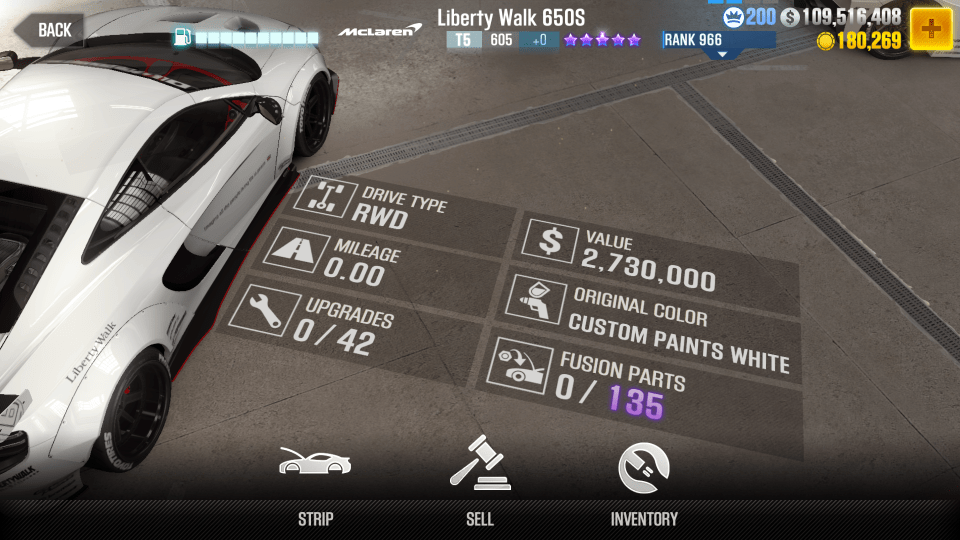 BACK
McLaren
Liberty Walk 650S
T5 605 +0
RANK 966
200 $ 109,516,408
180,269
DRIVE TYPE
RWD
MILEAGE
0.00
UPGRADES
0 / 42
$ VALUE
2,730,000
ORIGINAL COLOR
CUSTOM PAINTS WHITE
FUSION PARTS
0 / 135
Liberty Walk
STRIP
SELL
INVENTORY